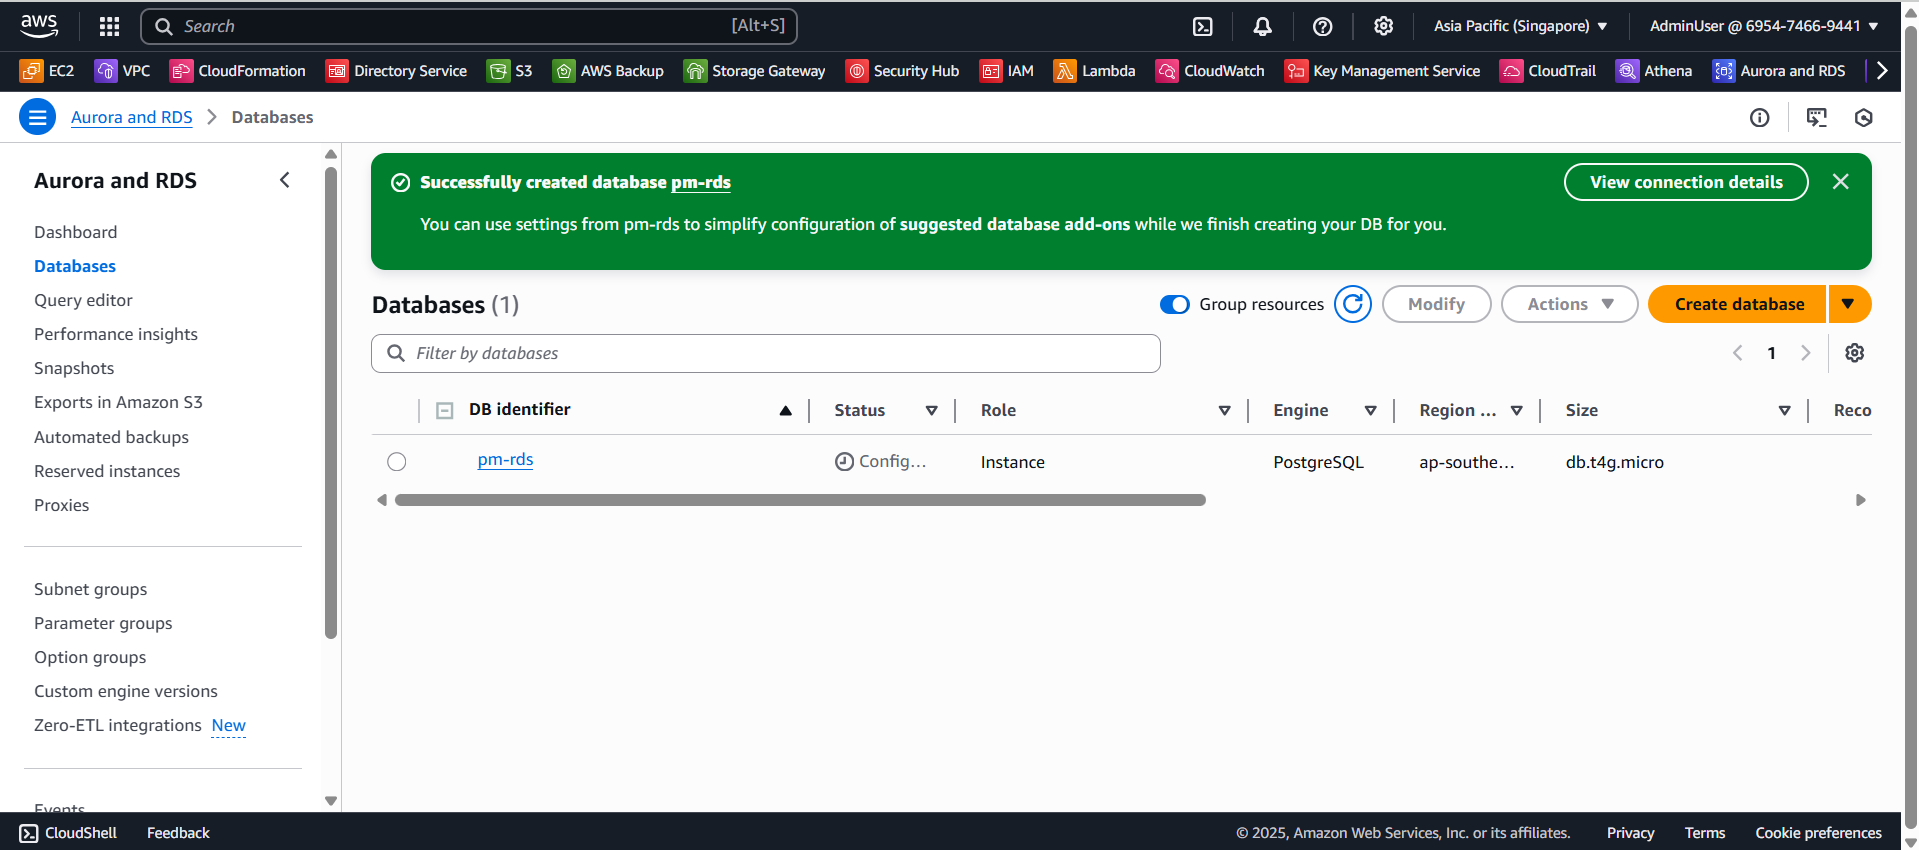 aws
Search [Alt+S]
Asia Pacific (Singapore)
AdminUser @ 6954-7466-9441
EC2 VPC CloudFormation Directory Service S3 AWS Backup Storage Gateway Security Hub IAM Lambda CloudWatch Key Management Service CloudTrail Athena Aurora and RDS
Aurora and RDS > Databases
Aurora and RDS
Dashboard
Databases
Query editor
Performance insights
Snapshots
Exports in Amazon S3
Automated backups
Reserved instances
Proxies
Subnet groups
Parameter groups
Option groups
Custom engine versions
Zero-ETL integrations New
Events
Successfully created database pm-rds
View connection details
You can use settings from pm-rds to simplify configuration of suggested database add-ons while we finish creating your DB for you.
Databases (1)
Group resources
Modify
Actions
Create database
Filter by databases
1
DB identifier Status Role Engine Region ... Size Reco
pm-rds Config... Instance PostgreSQL ap-southe... db.t4g.micro
CloudShell Feedback
© 2025, Amazon Web Services, Inc. or its affiliates. Privacy Terms Cookie preferences